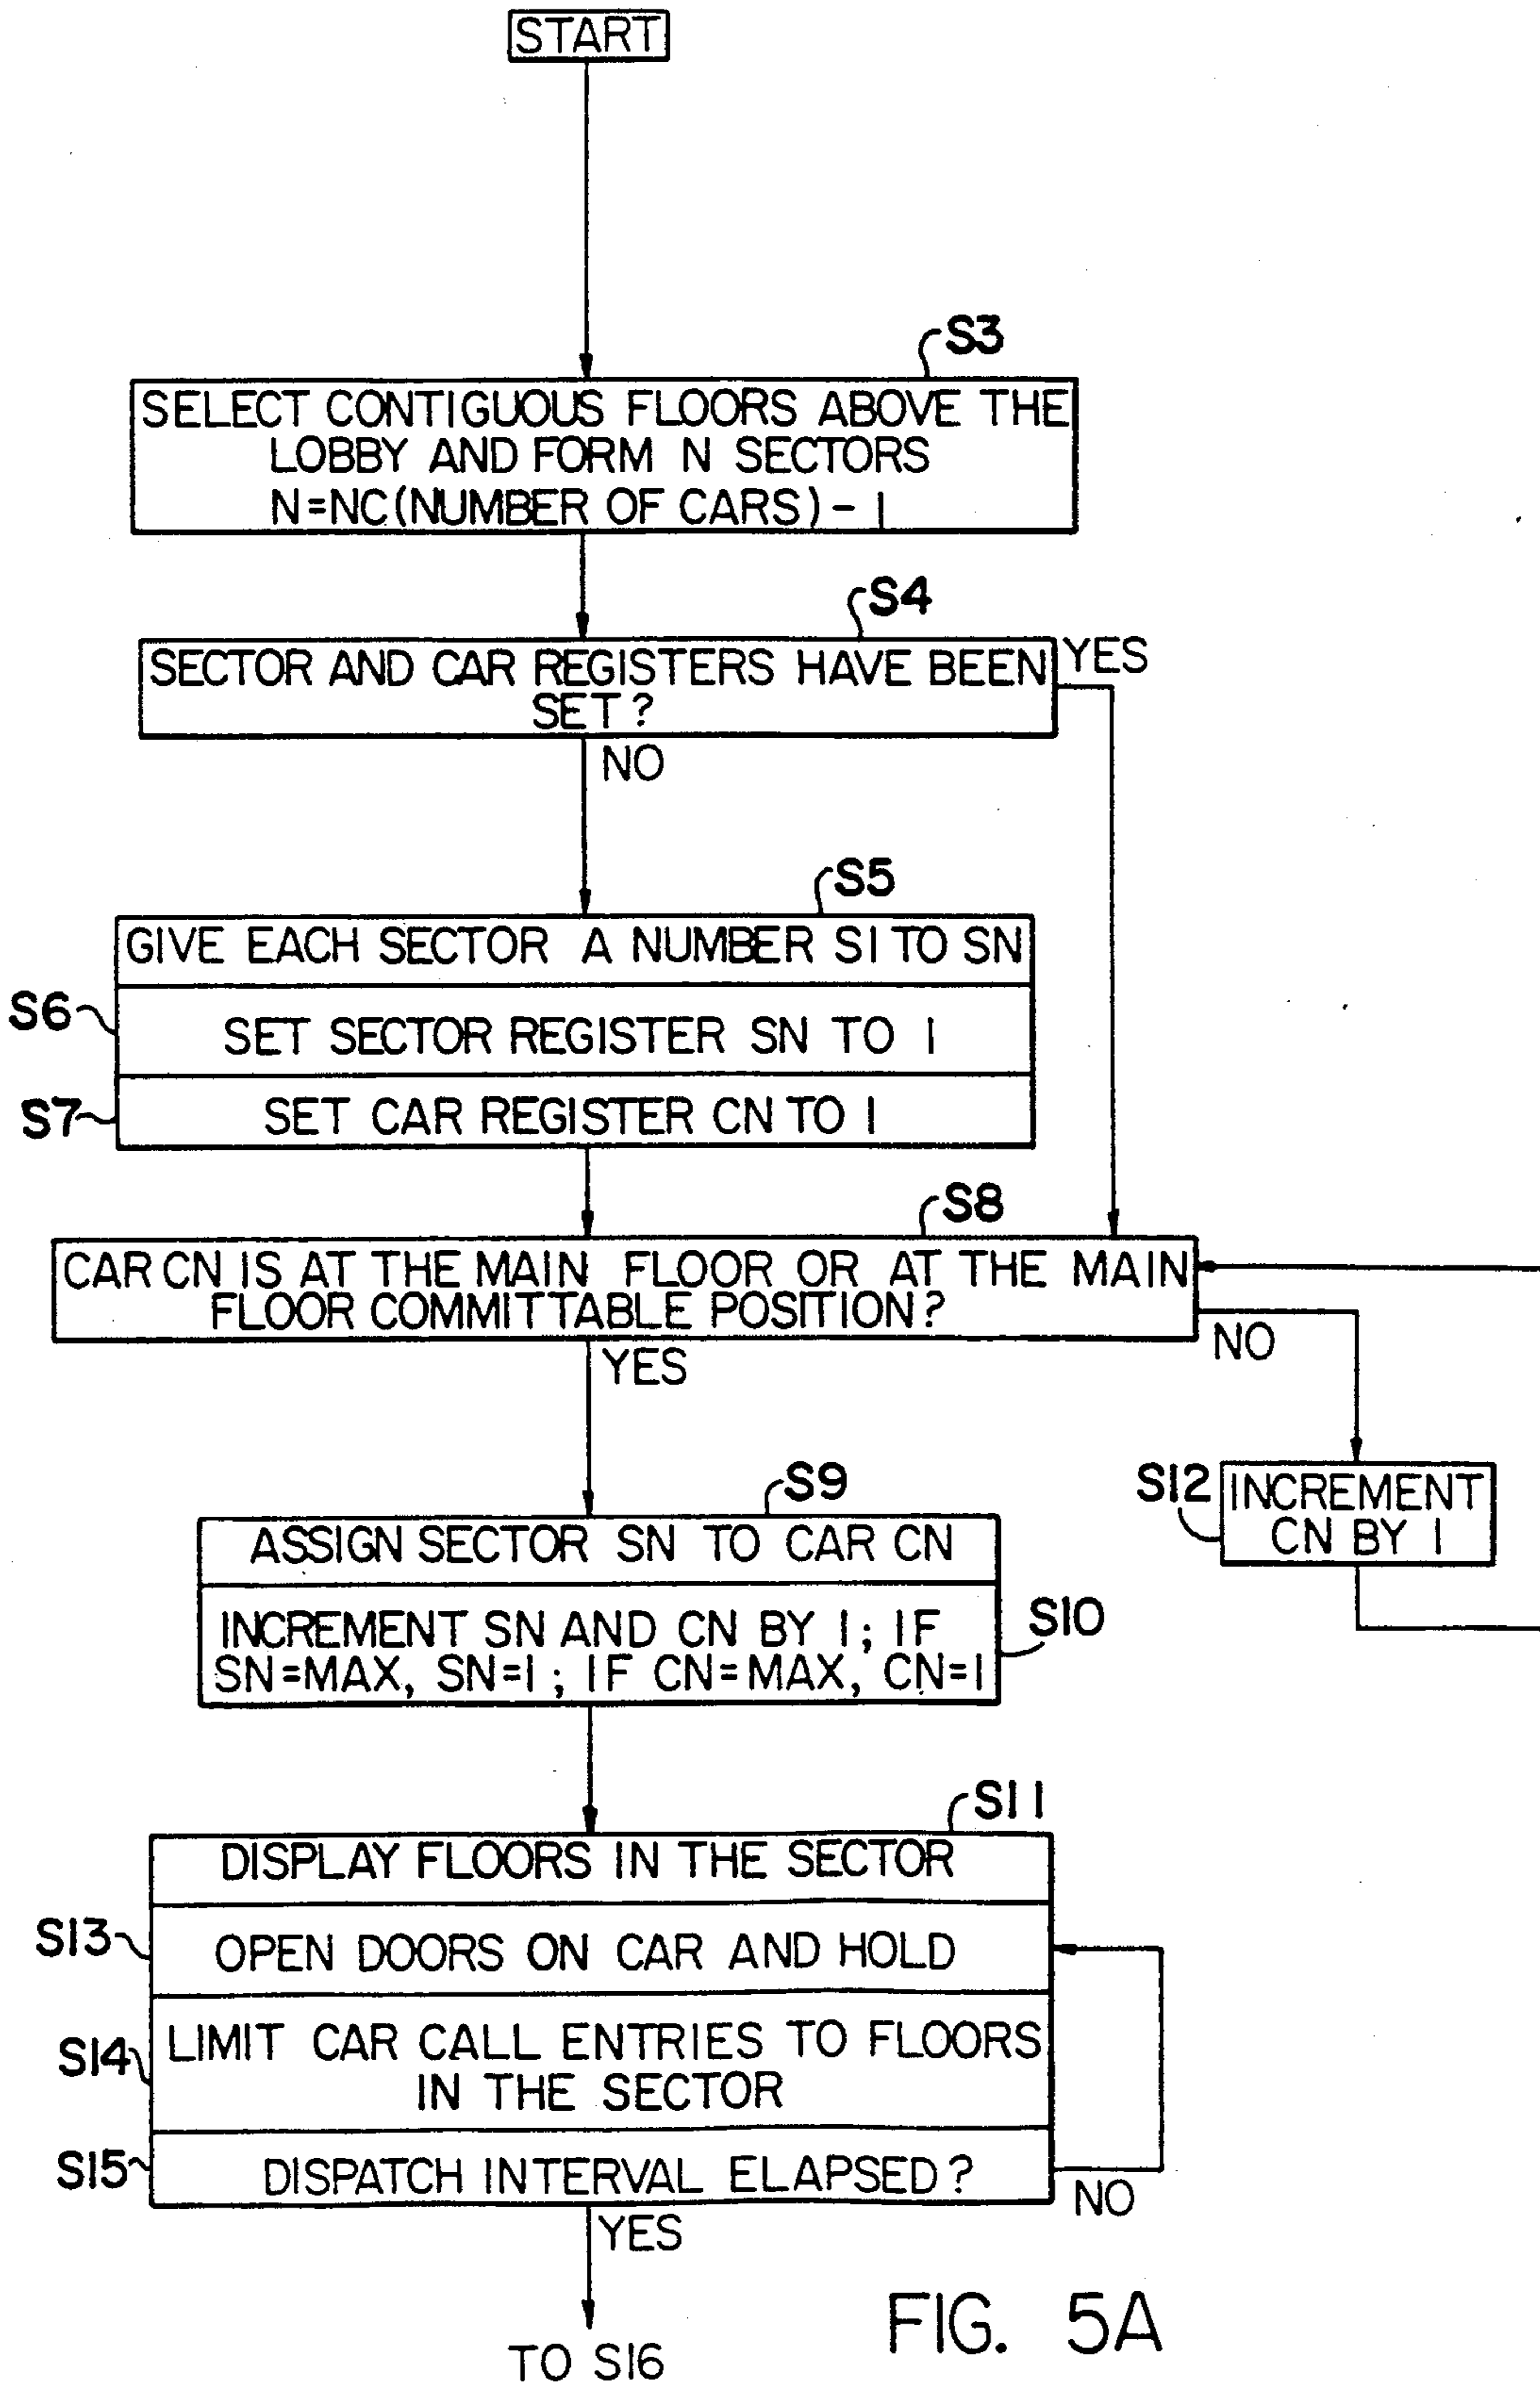 START
S3
SELECT CONTIGUOUS FLOORS ABOVE THE
LOBBY AND FORM N SECTORS
N=NC(NUMBER OF CARS)-1
S4
SECTOR AND CAR REGISTERS HAVE BEEN
SET?
YES
NO
S5
GIVE EACH SECTOR A NUMBER S1 TO SN
S6
SET SECTOR REGISTER SN TO 1
S7
SET CAR REGISTER CN TO 1
S8
CAR CN IS AT THE MAIN FLOOR OR AT THE MAIN
FLOOR COMMITTABLE POSITION?
NO
YES
S9
ASSIGN SECTOR SN TO CAR CN
S12
INCREMENT
CN BY 1
S10
INCREMENT SN AND CN BY 1; IF
SN=MAX, SN=1; IF CN=MAX, CN=1
S11
DISPLAY FLOORS IN THE SECTOR
S13
OPEN DOORS ON CAR AND HOLD
S14
LIMIT CAR CALL ENTRIES TO FLOORS
IN THE SECTOR
S15
DISPATCH INTERVAL ELAPSED?
NO
YES
TO S16
FIG. 5A